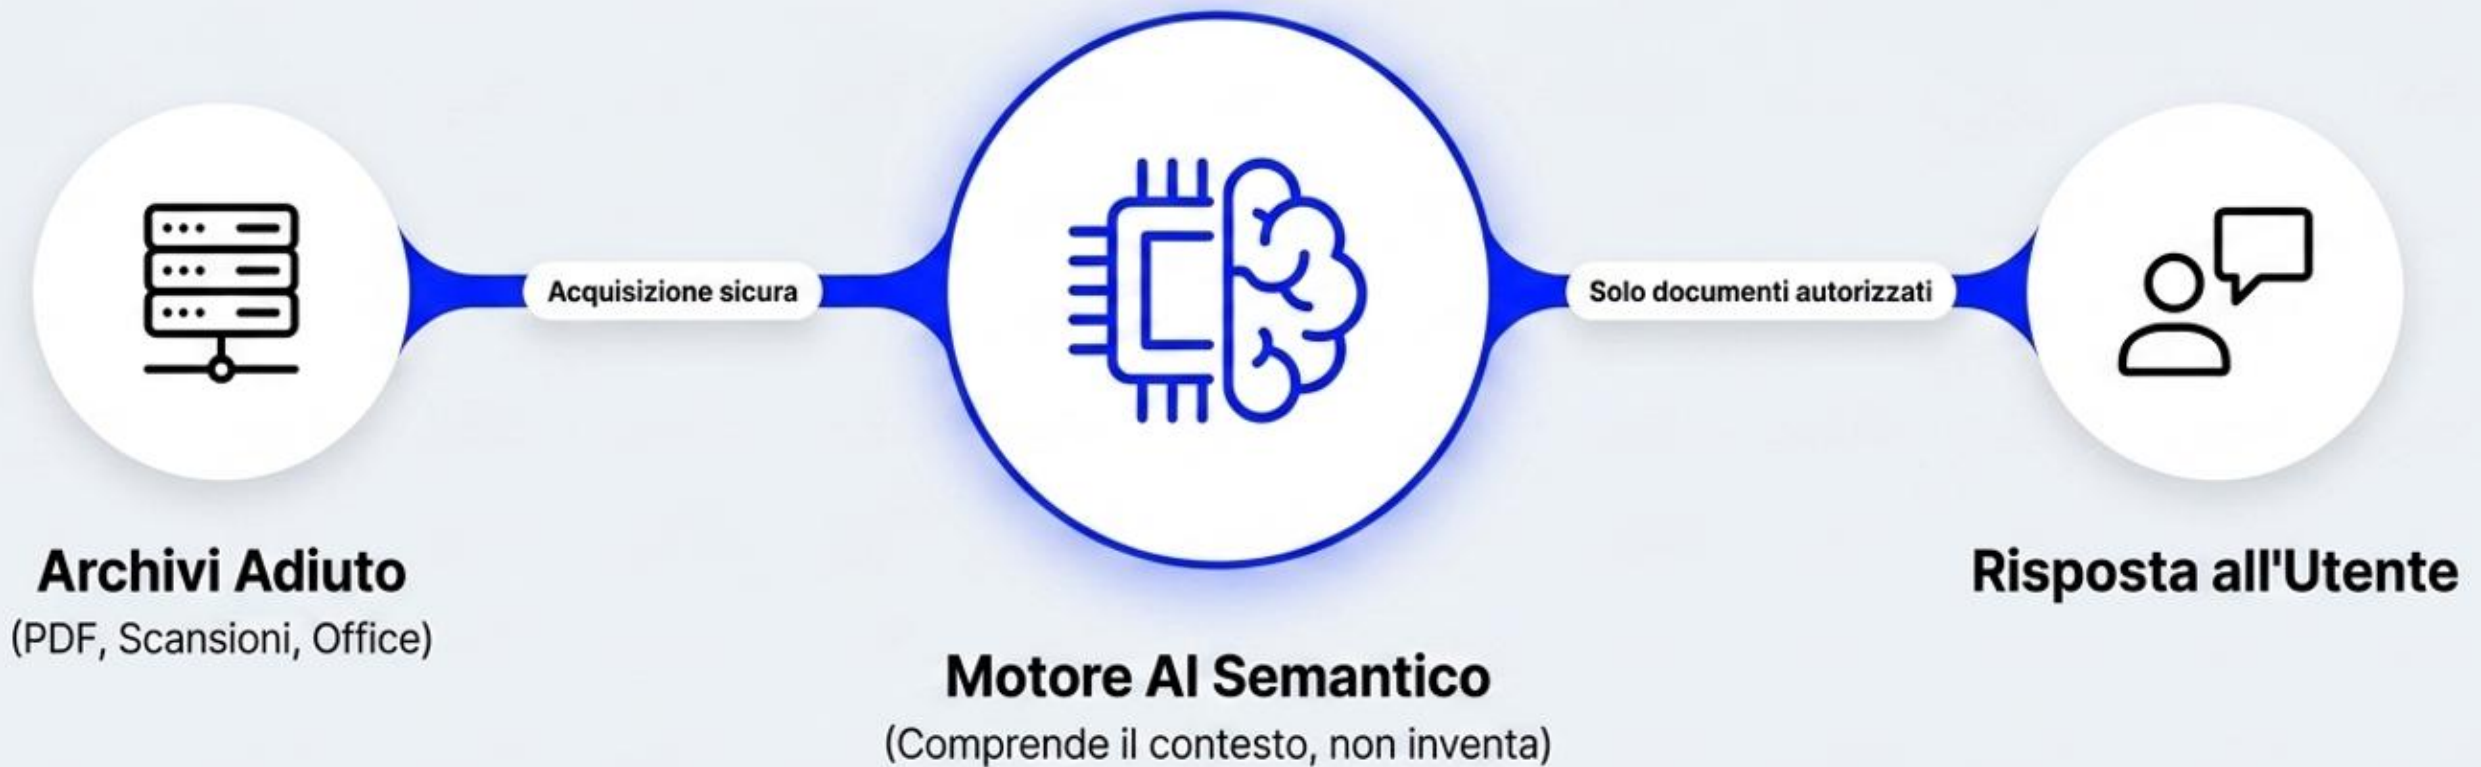 Acquisizione sicura
Solo documenti autorizzati
Archivi Adiuto
(PDF, Scansioni, Office)
Motore AI Semantico
(Comprende il contesto, non inventa)
Risposta all'Utente